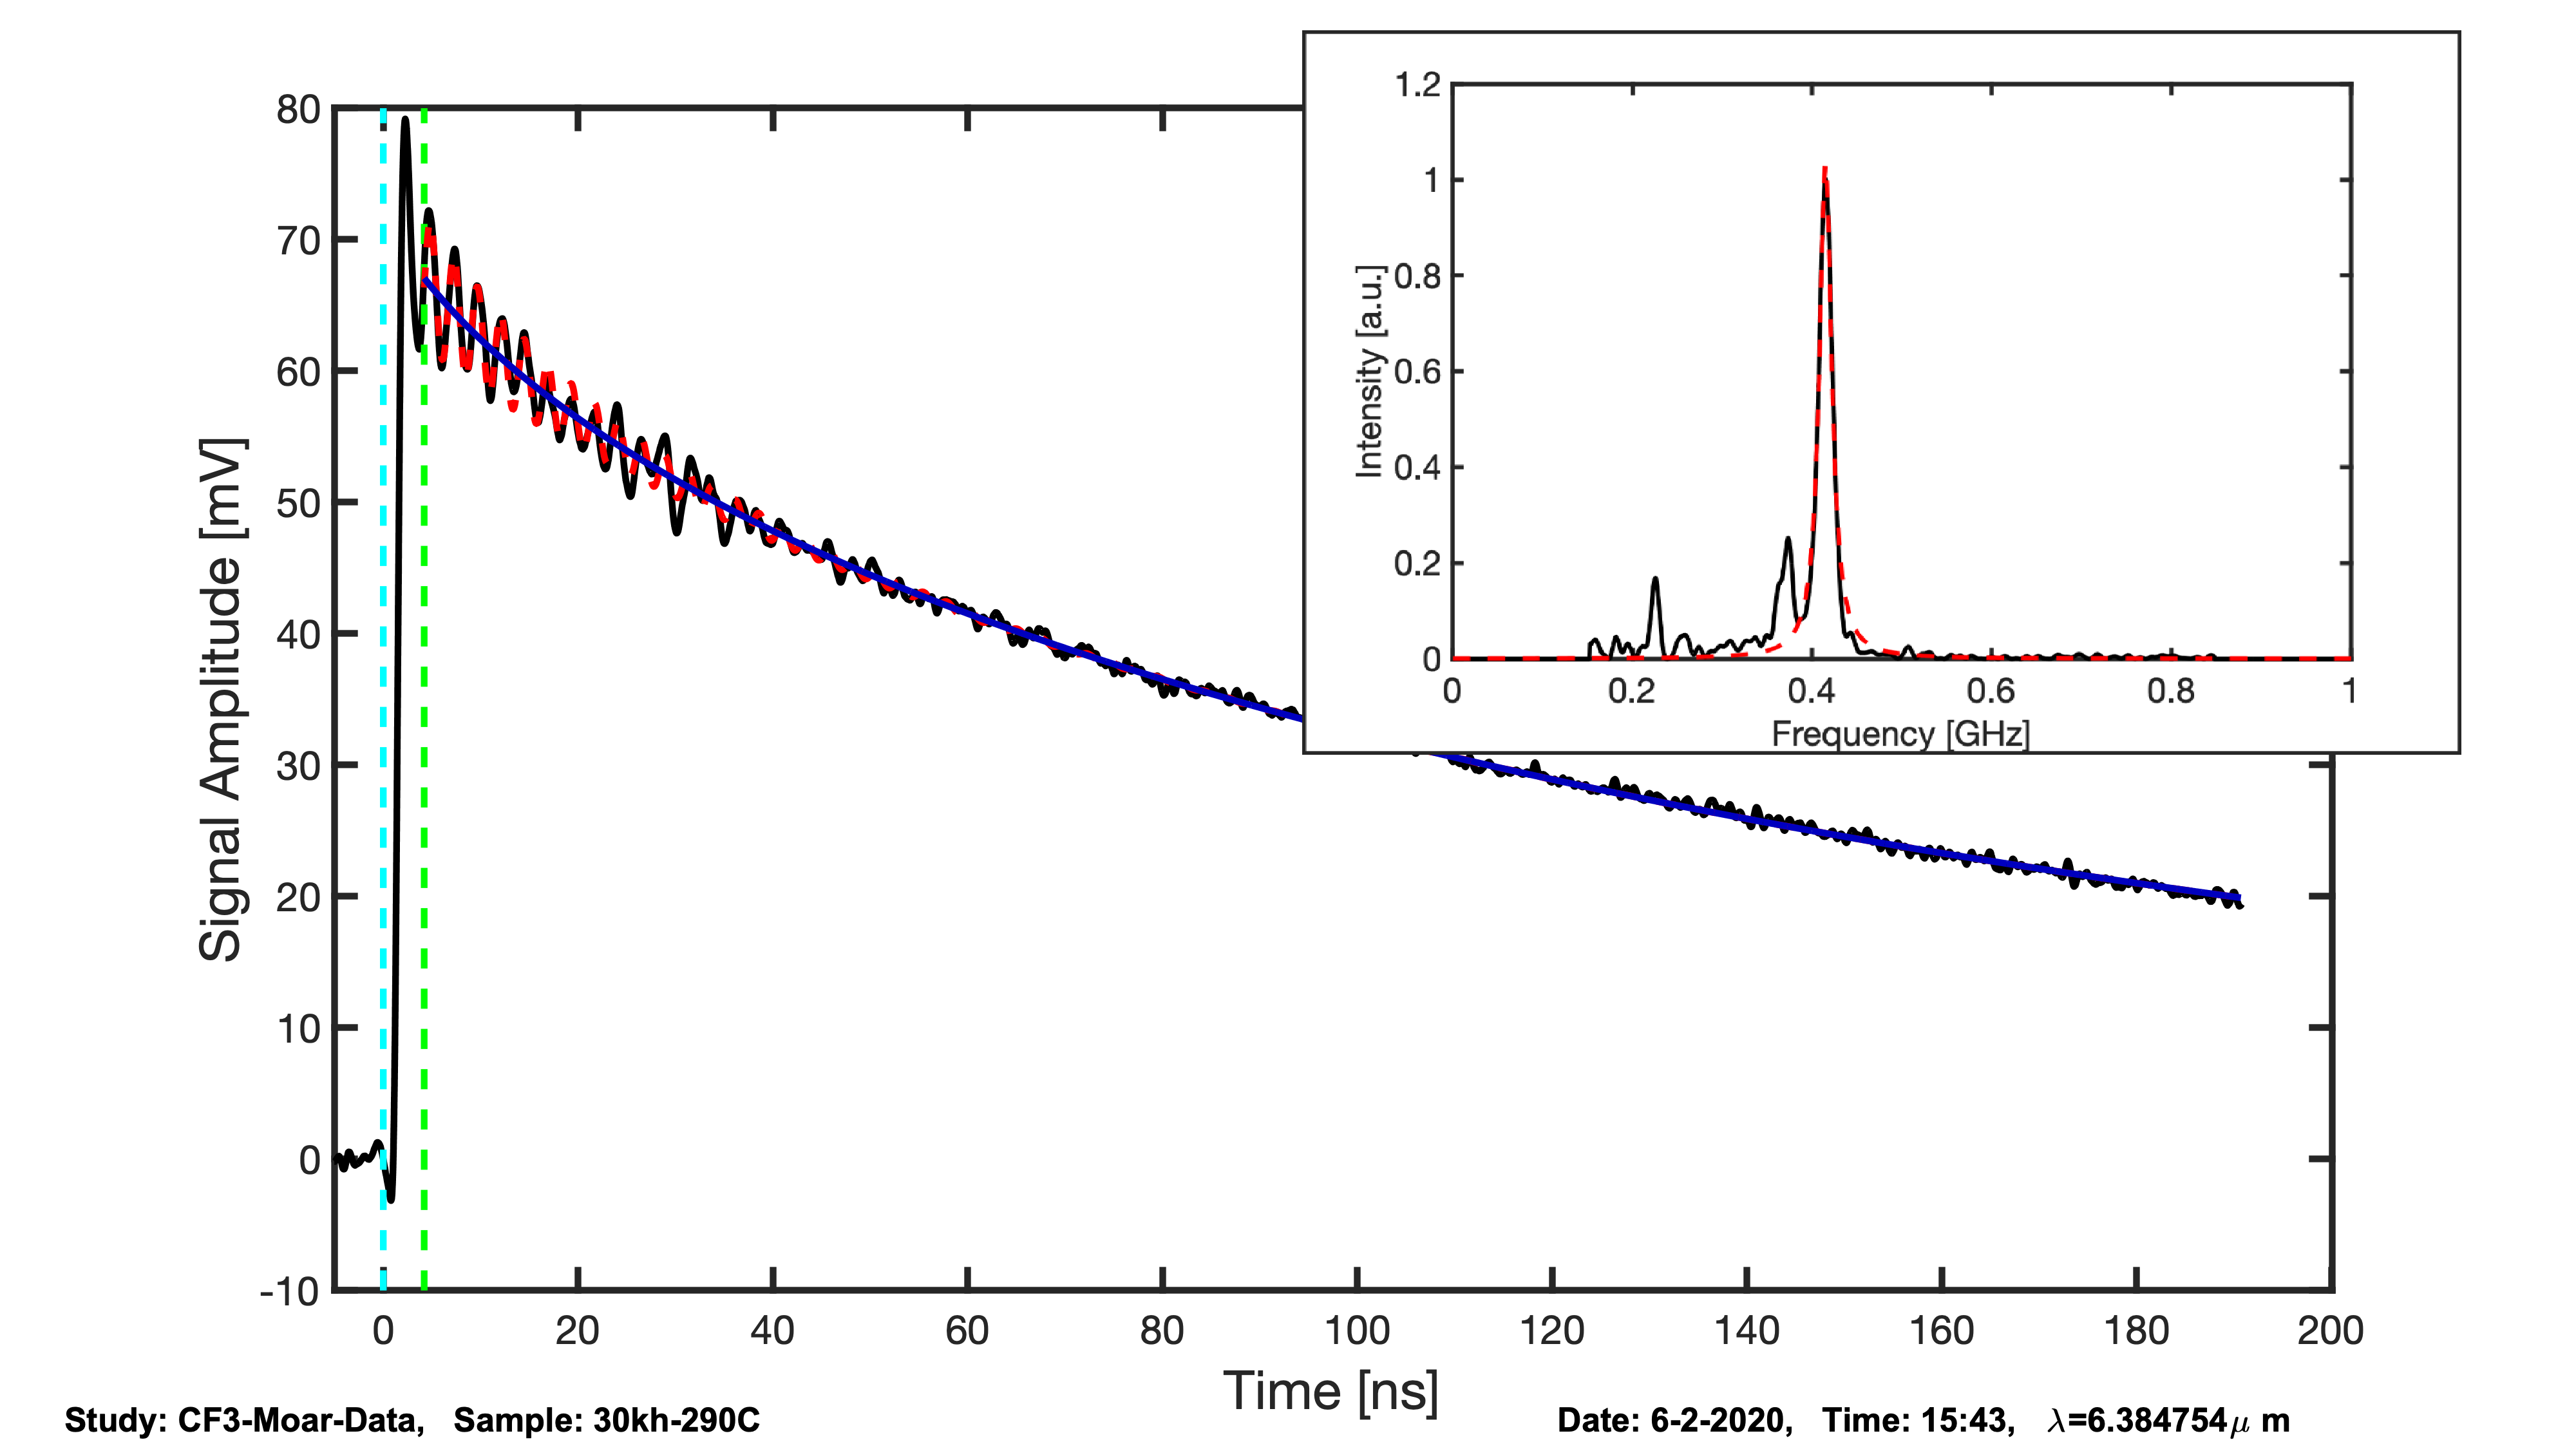 1.2
1
0.8
0.6
0.4
0.2
0
0 0.2 0.4 0.6 0.8 1
Intensity [a.u.]
Frequency [GHz]
80
70
60
50
40
30
20
10
0
-10
0 20 40 60 80 100 120 140 160 180 200
Signal Amplitude [mV]
Time [ns]
Study: CF3-Moar-Data, Sample: 30kh-290C
Date: 6-2-2020, Time: 15:43, λ=6.384754μ m